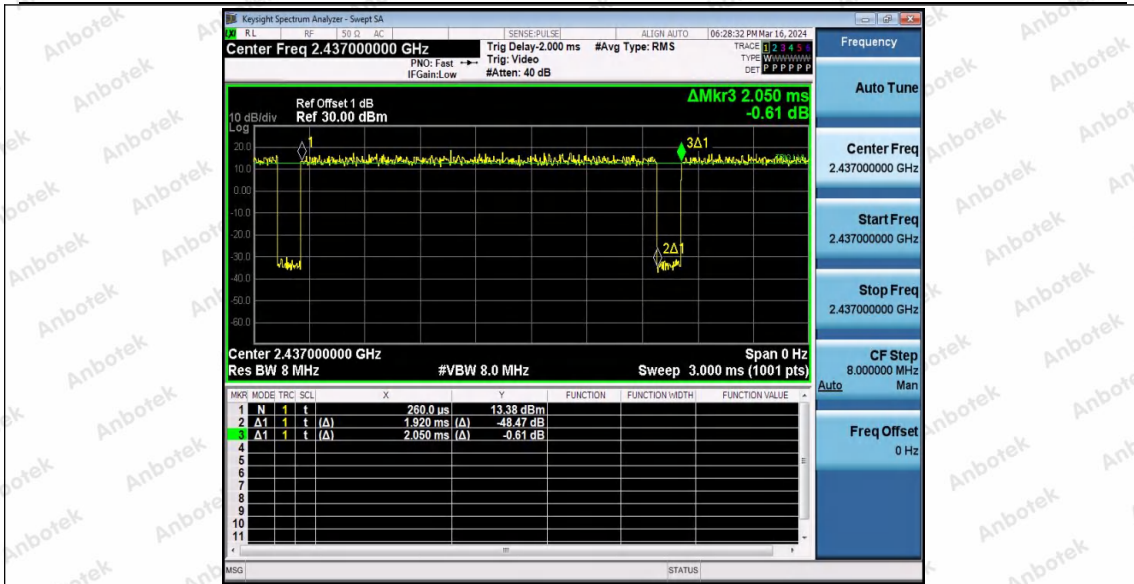 Keysight Spectrum Analyzer - Swept SA
LXI RL RF 50 Ω AC SENSE:PULSE ALIGN AUTO 06:28:32 PM Mar 16, 2024
Center Freq 2.437000000 GHz
PNO: Fast
IFGain:Low
Trig Delay-2.000 ms
Trig: Video
#Atten: 40 dB
#Avg Type: RMS
TRACE 1 2 3 4 5 6
TYPE WWWWWWW
DET P P P P P P
ΔMkr3 2.050 ms
-0.61 dB
Ref Offset 1 dB
10 dB/div Ref 30.00 dBm
Log
20.0
10.0
0.00
-10.0
-20.0
-30.0
-40.0
-50.0
-60.0
1
3Δ1
2Δ1
Center 2.437000000 GHz Span 0 Hz
Res BW 8 MHz #VBW 8.0 MHz Sweep 3.000 ms (1001 pts)
MKR MODE TRC SCL X Y FUNCTION FUNCTION WIDTH FUNCTION VALUE
1 N 1 t 260.0 µs 13.38 dBm
2 Δ1 1 t (Δ) 1.920 ms (Δ) -48.47 dB
3 Δ1 1 t (Δ) 2.050 ms (Δ) -0.61 dB
4
5
6
7
8
9
10
11
MSG STATUS
Frequency
Auto Tune
Center Freq
2.437000000 GHz
Start Freq
2.437000000 GHz
Stop Freq
2.437000000 GHz
CF Step
8.000000 MHz
Auto Man
Freq Offset
0 Hz
Anbotek